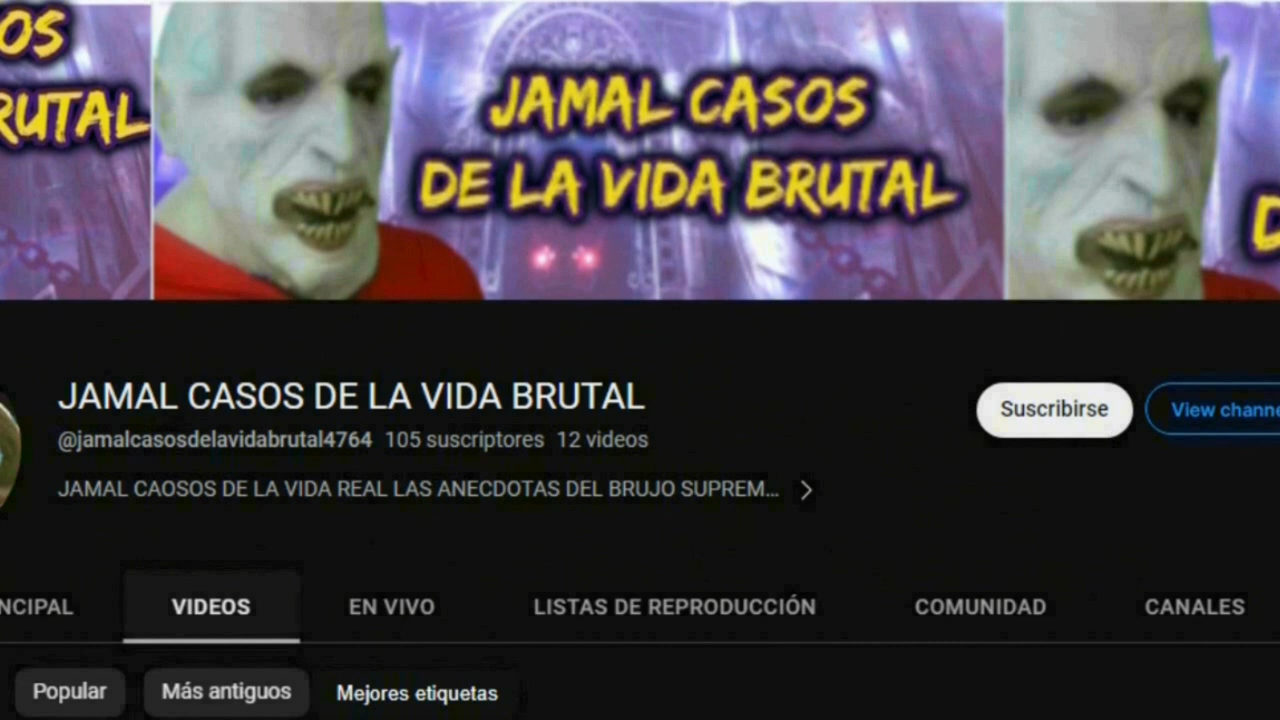 OS
RUTAL
JAMAL CASOS
DE LA VIDA BRUTAL
D
JAMAL CASOS DE LA VIDA BRUTAL
@jamalcasosdelavidabrutal4764 105 suscriptores 12 videos
JAMAL CAOSOS DE LA VIDA REAL LAS ANECDOTAS DEL BRUJO SUPREM...
Suscribirse
View channe
NCIPAL VIDEOS EN VIVO LISTAS DE REPRODUCCIÓN COMUNIDAD CANALES
Popular Más antiguos Mejores etiquetas